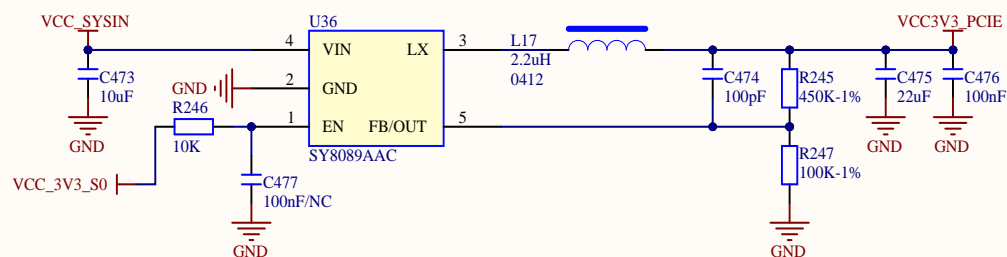 VCC_SYSIN
U36
VCC3V3_PCIE
4
VIN
LX
3
L17
2.2uH
0412
C473
10uF
GND
GND
2
GND
C474
100pF
R245
450K-1%
C475
22uF
C476
100nF
R246
10K
1
EN
FB/OUT
5
SY8089AAC
GND
GND
VCC_3V3_S0
C477
100nF/NC
R247
100K-1%
GND
GND